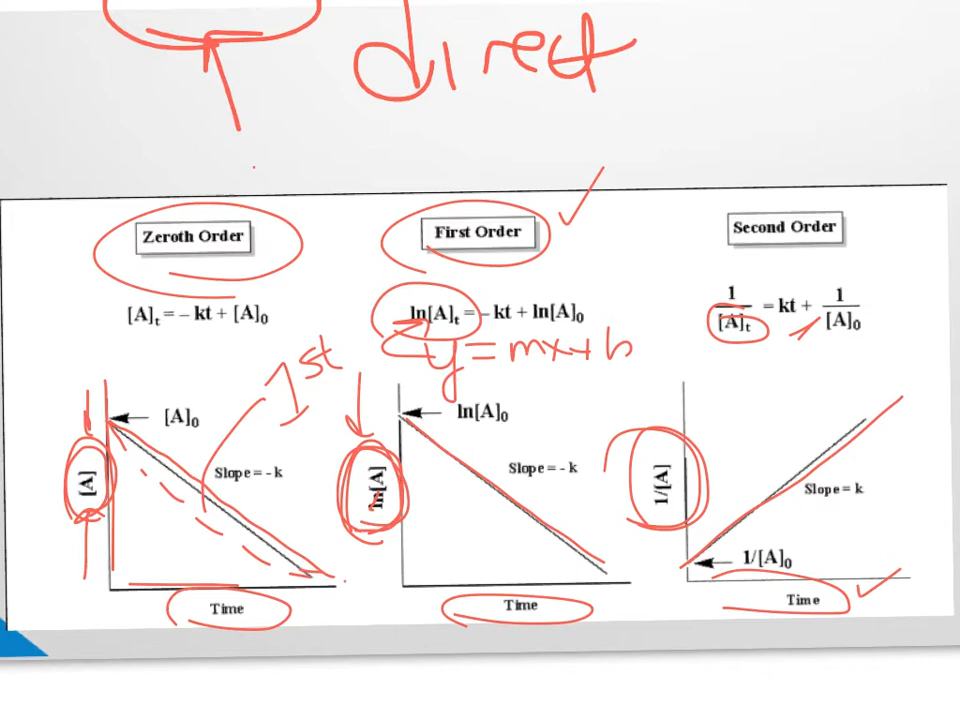 direct
Zeroth Order
First Order
Second Order
[A]t = – kt + [A]0
ln[A]t = – kt + ln[A]0
1/[A]t = kt + 1/[A]0
y = mx + b
1st
[A]0
ln[A]0
[A]
Slope = - k
ln[A]
Slope = - k
1/[A]
Slope = k
1/[A]0
Time
Time
Time